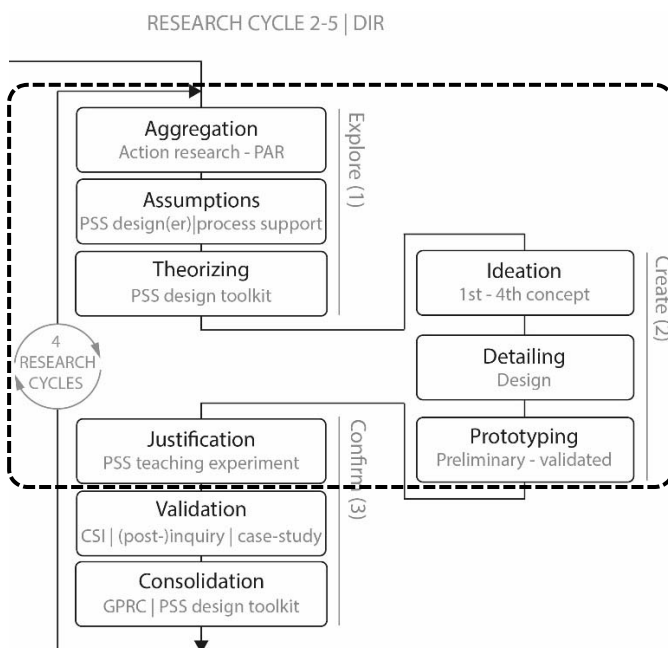 RESEARCH CYCLE 2-5 | DIR
Aggregation
Action research - PAR
Assumptions
PSS design(er)|process support
Theorizing
PSS design toolkit
Explore (1)
Ideation
1st - 4th concept
Detailing
Design
Prototyping
Preliminary - validated
Create (2)
4
RESEARCH
CYCLES
Justification
PSS teaching experiment
Validation
CSI | (post-)inquiry | case-study
Consolidation
GPRC | PSS design toolkit
Confirm (3)